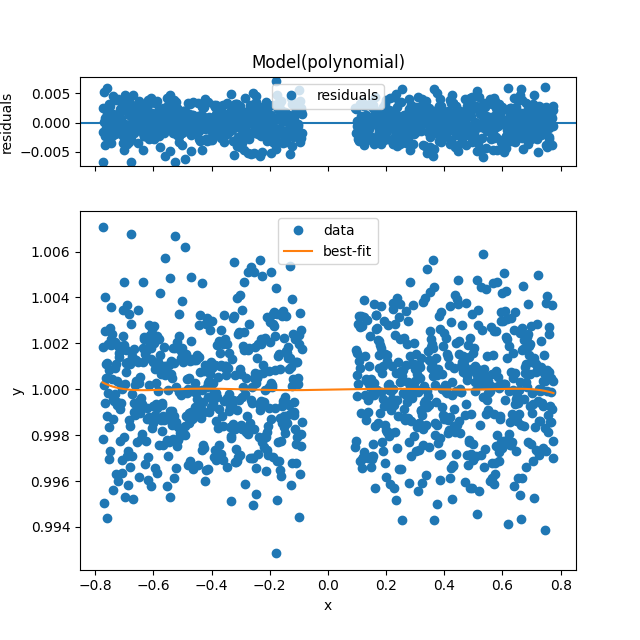 Model(polynomial)
0.005
0.000
−0.005
residuals
residuals
data
best-fit
1.006
1.004
1.002
1.000
0.998
0.996
0.994
y
−0.8 −0.6 −0.4 −0.2 0.0 0.2 0.4 0.6 0.8
x